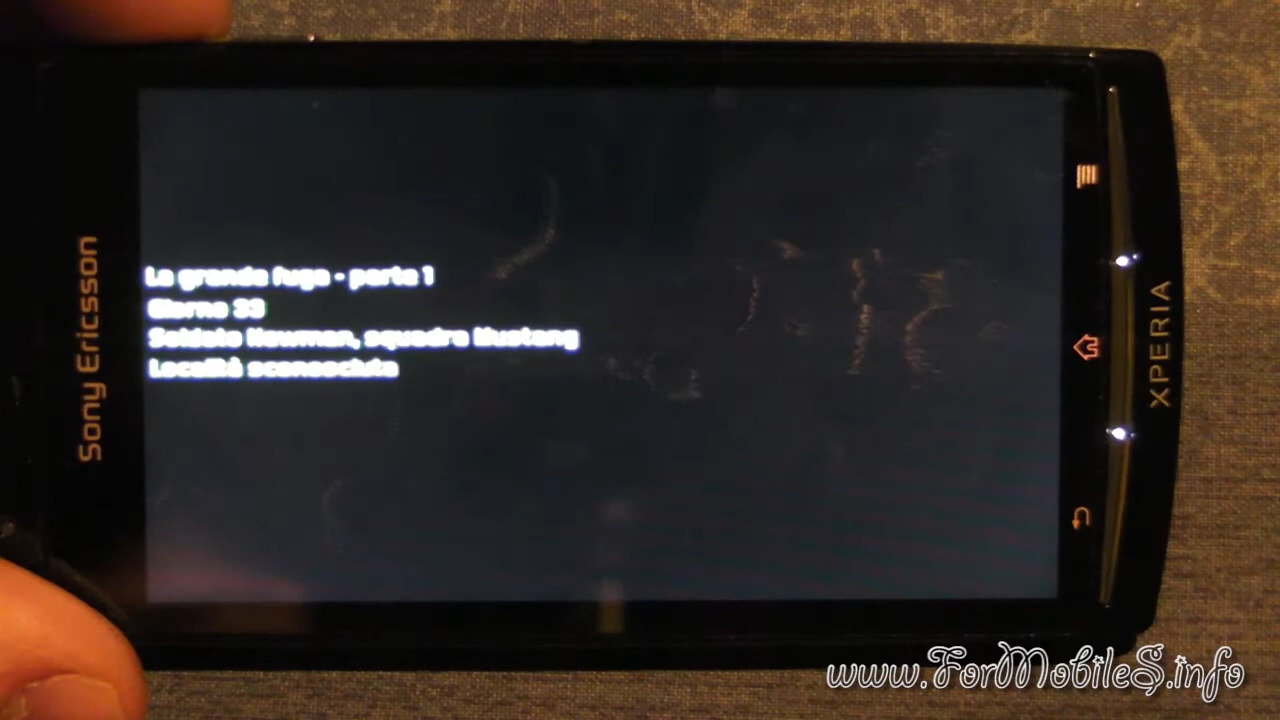 La grande fuga - parte 1
Giorno 33
Soldato Newman, squadra Mustang
Località sconosciuta
Sony Ericsson
XPERIA
www.ForMobileS.info